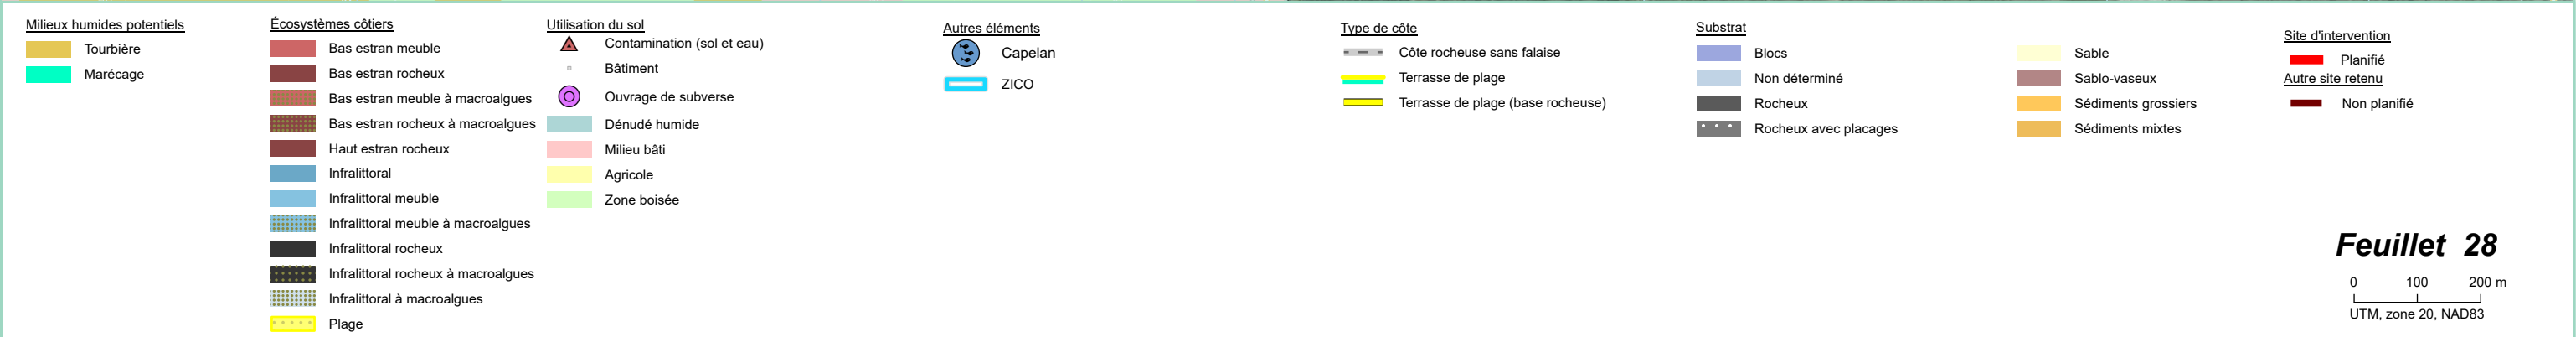 Milieux humides potentiels
Tourbière
Marécage
Écosystèmes côtiers
Bas estran meuble
Bas estran rocheux
Bas estran meuble à macroalgues
Bas estran rocheux à macroalgues
Haut estran rocheux
Infralittoral
Infralittoral meuble
Infralittoral meuble à macroalgues
Infralittoral rocheux
Infralittoral rocheux à macroalgues
Infralittoral à macroalgues
Plage
Utilisation du sol
Contamination (sol et eau)
Bâtiment
Ouvrage de subverse
Dénudé humide
Milieu bâti
Agricole
Zone boisée
Autres éléments
Capelan
ZICO
Type de côte
Côte rocheuse sans falaise
Terrasse de plage
Terrasse de plage (base rocheuse)
Substrat
Blocs
Non déterminé
Rocheux
Rocheux avec placages
Sable
Sablo-vaseux
Sédiments grossiers
Sédiments mixtes
Site d'intervention
Planifié
Autre site retenu
Non planifié
Feuillet 28
0 100 200 m
UTM, zone 20, NAD83